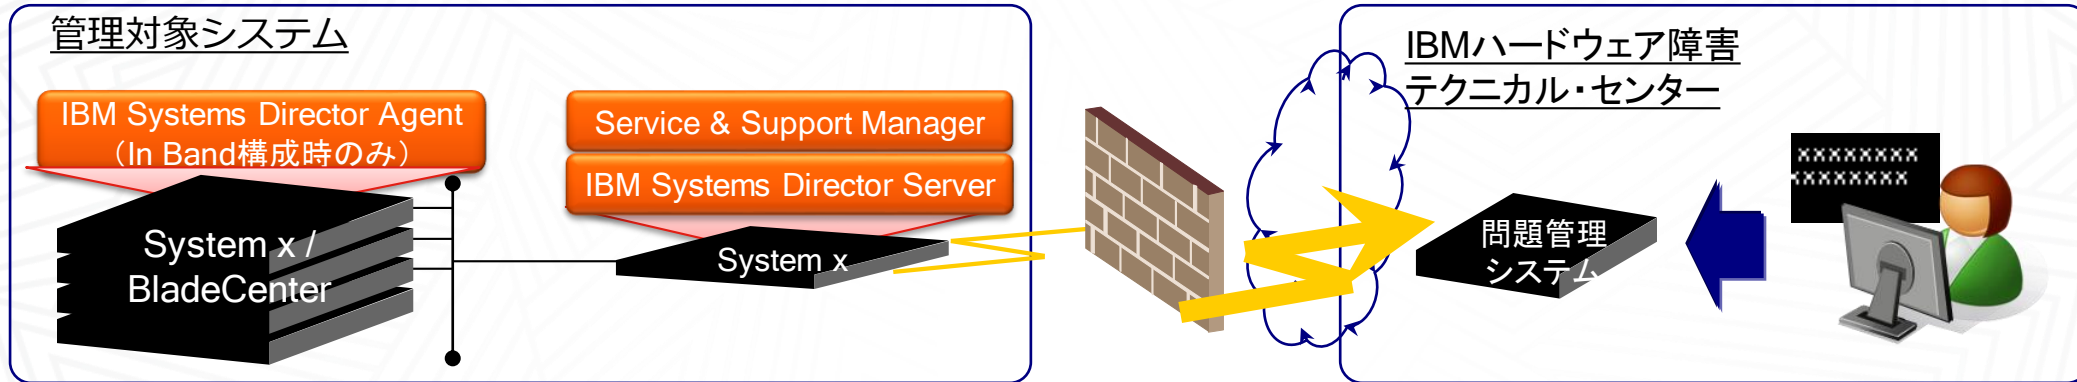 管理対象システム
IBM Systems Director Agent
（In Band構成時のみ）
System x /
BladeCenter
Service & Support Manager
IBM Systems Director Server
System x
IBMハードウェア障害
テクニカル・センター
問題管理
システム
xxxxxxxx
xxxxxxxx